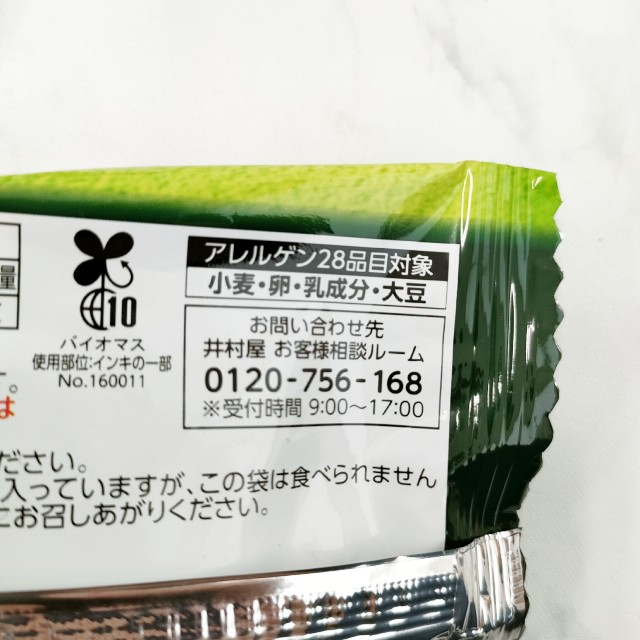 アレルゲン28品目対象
小麦・卵・乳成分・大豆
量
10
バイオマス
使用部位:インキの一部
No.160011
お問い合わせ先
井村屋 お客様相談ルーム
0120-756-168
※受付時間 9:00～17:00
。
は
ださい。
入っていますが、この袋は食べられません
にお召しあがりください。